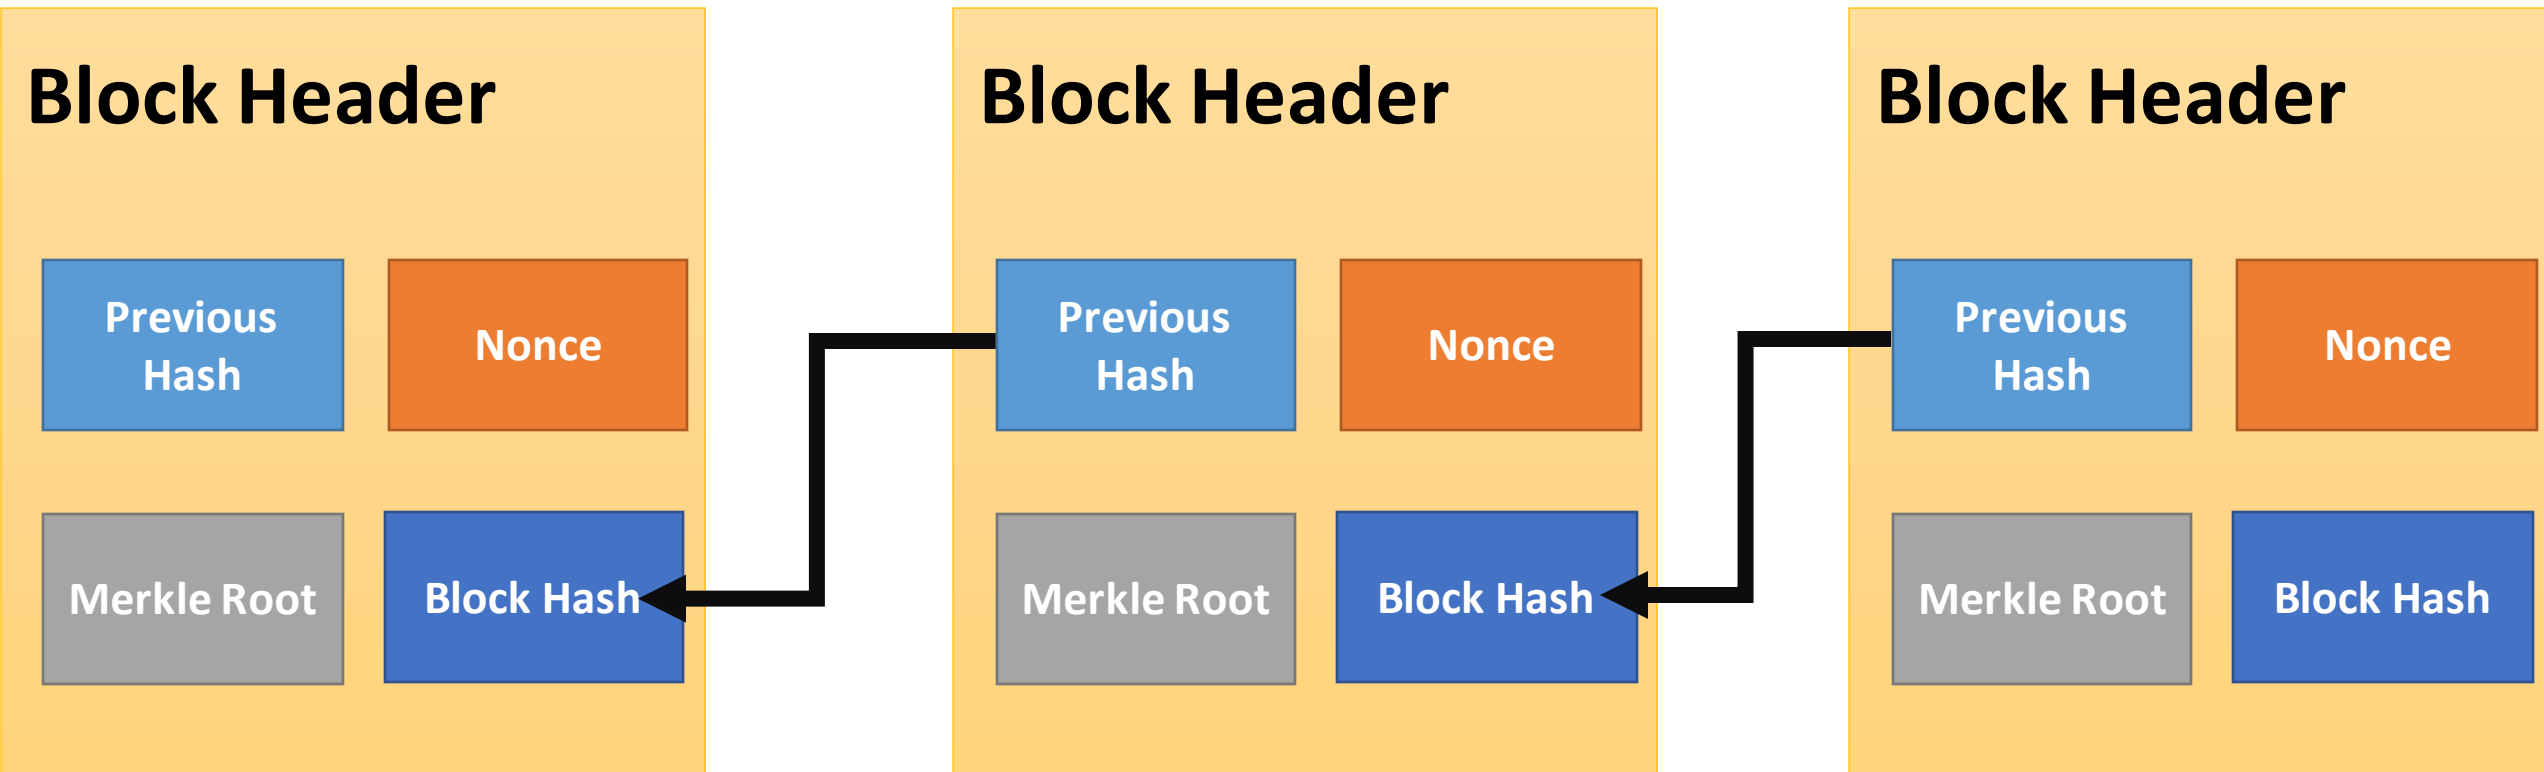 Block Header
Previous
Hash
Nonce
Merkle Root
Block Hash
Block Header
Previous
Hash
Nonce
Merkle Root
Block Hash
Block Header
Previous
Hash
Nonce
Merkle Root
Block Hash